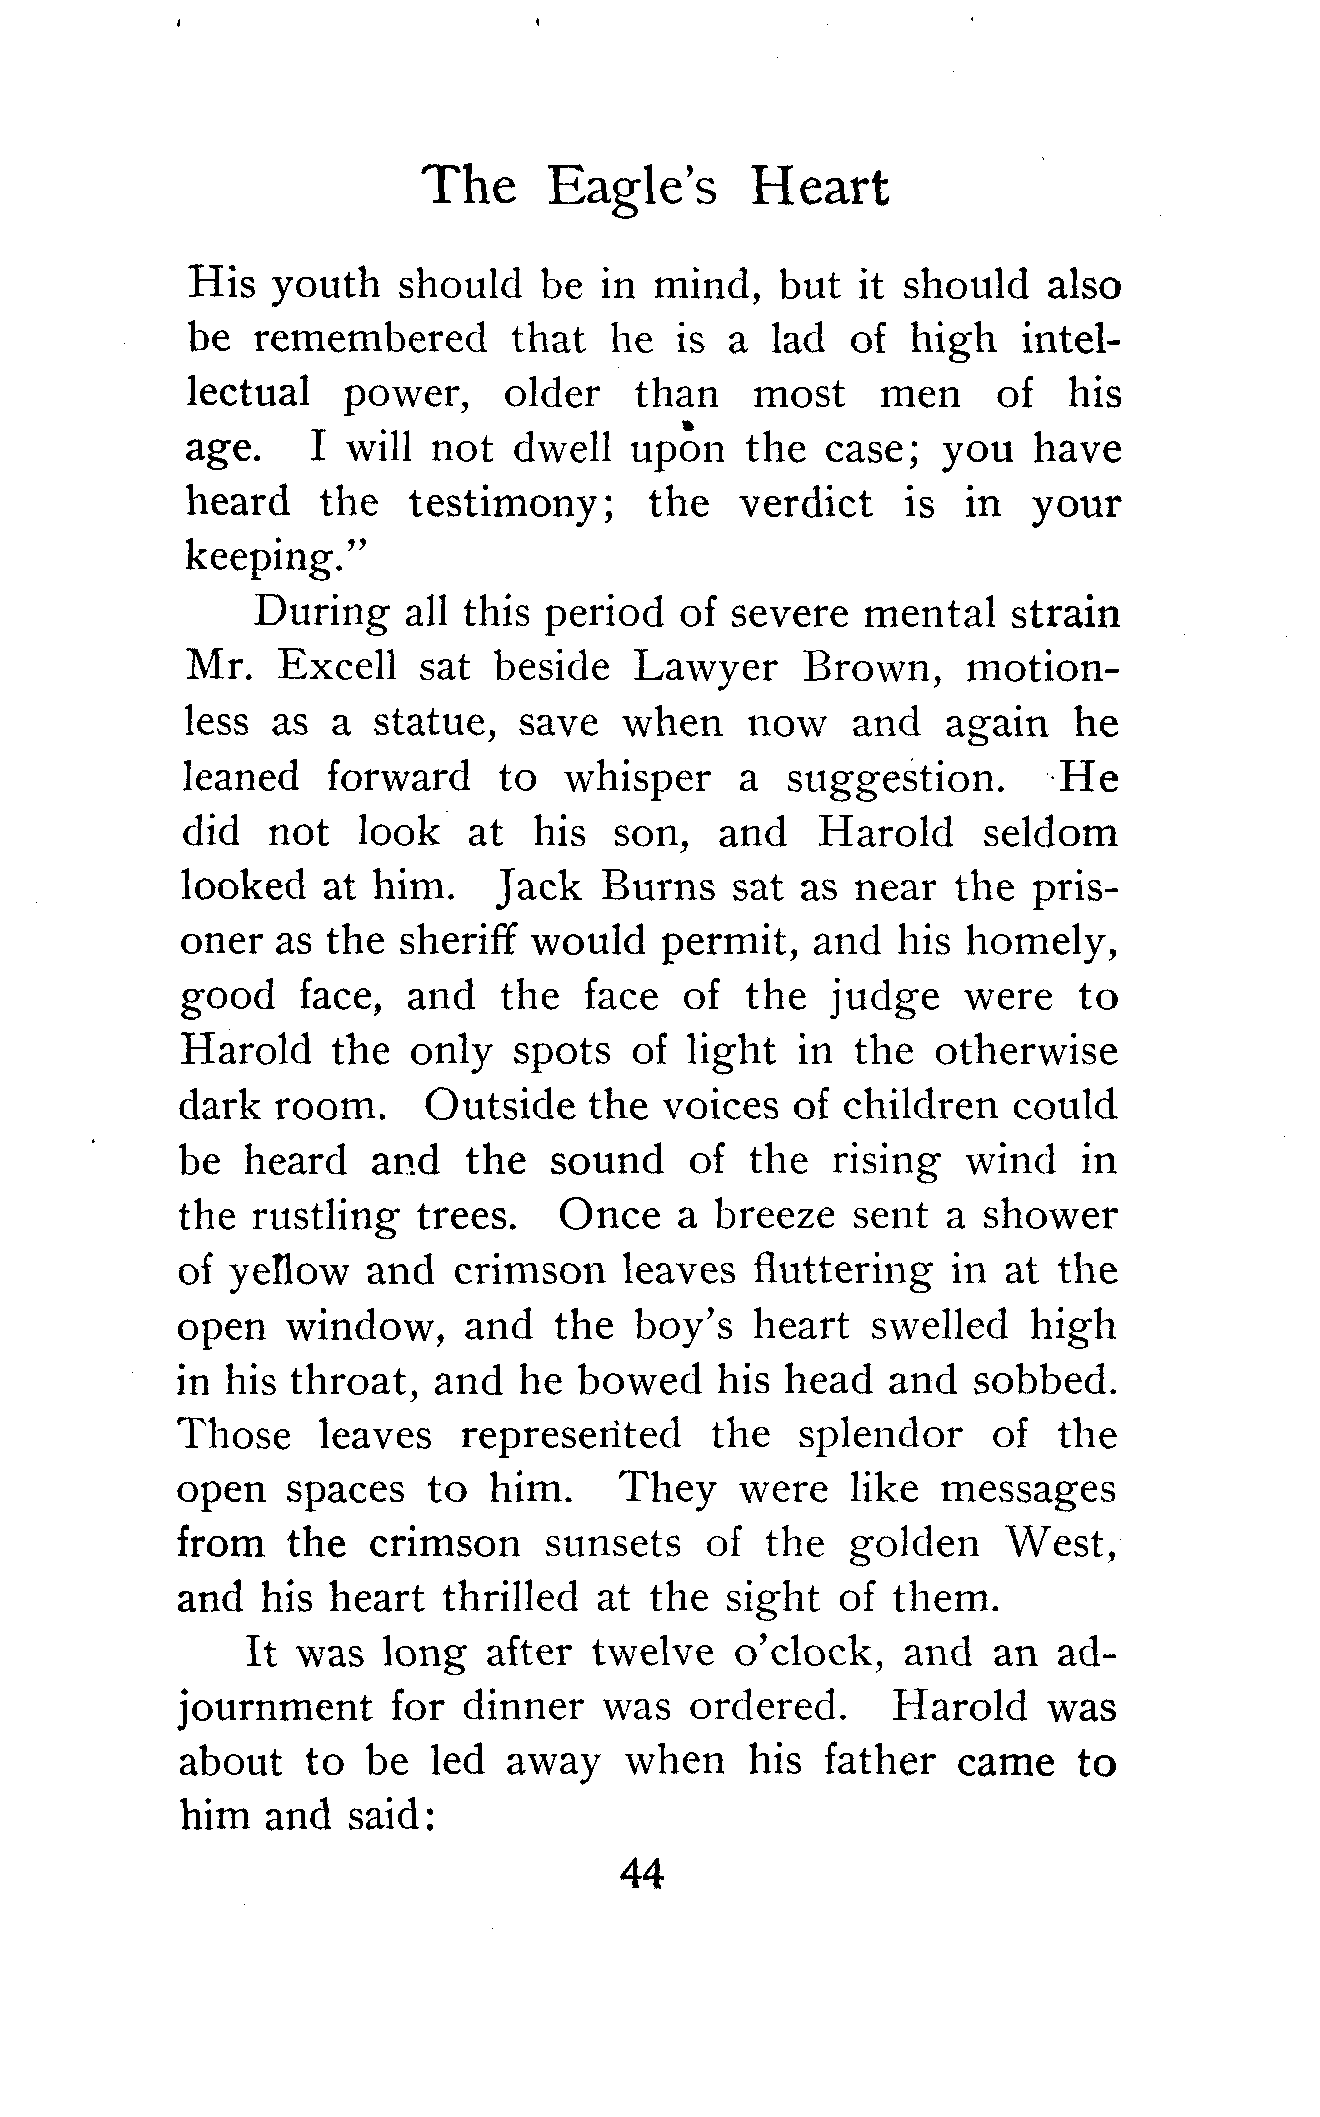 The Eagle's Heart
His youth should be in mind, but it should also
be remembered that he is a lad of high intel-
lectual power, older than most men of his
age. I will not dwell upon the case; you have
heard the testimony; the verdict is in your
keeping."
During all this period of severe mental strain
Mr. Excell sat beside Lawyer Brown, motion-
less as a statue, save when now and again he
leaned forward to whisper a suggestion. He
did not look at his son, and Harold seldom
looked at him. Jack Burns sat as near the pris-
oner as the sheriff would permit, and his homely,
good face, and the face of the judge were to
Harold the only spots of light in the otherwise
dark room. Outside the voices of children could
be heard and the sound of the rising wind in
the rustling trees. Once a breeze sent a shower
of yellow and crimson leaves fluttering in at the
open window, and the boy's heart swelled high
in his throat, and he bowed his head and sobbed.
Those leaves represented the splendor of the
open spaces to him. They were like messages
from the crimson sunsets of the golden West,
and his heart thrilled at the sight of them.
It was long after twelve o'clock, and an ad-
journment for dinner was ordered. Harold was
about to be led away when his father came to
him and said:
44